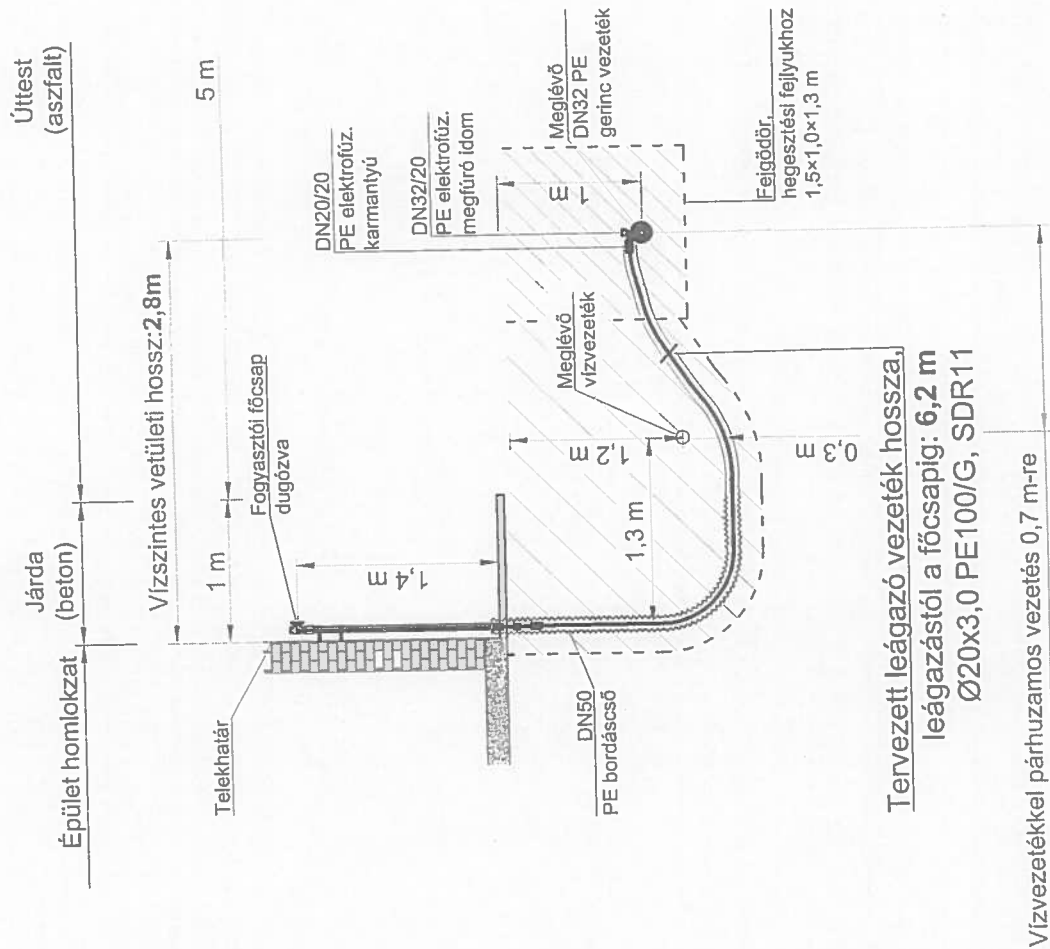 Épület homlokzat
Járda
(beton)
Úttest
(aszfalt)
Vízszintes vetületi hossz:2,8m
1 m
5 m
Telekhatár
Fogyasztói főcsap
dugózva
1,4 m
DN20/20
PE elektrofúz.
karmantyú
DN32/20
PE elektrofúz.
megfúró idom
1 m
Meglévő
DN32 PE
gerinc vezeték
Fejgödör,
hegesztési fejlyukhoz
1,5×1,0×1,3 m
Meglévő
vízvezeték
1,2 m
1,3 m
0,3 m
DN50
PE bordáscső
Tervezett leágazó vezeték hossza,
leágazástól a főcsapig: 6,2 m
Ø20x3,0 PE100/G, SDR11
Vízvezetékkel párhuzamos vezetés 0,7 m-re